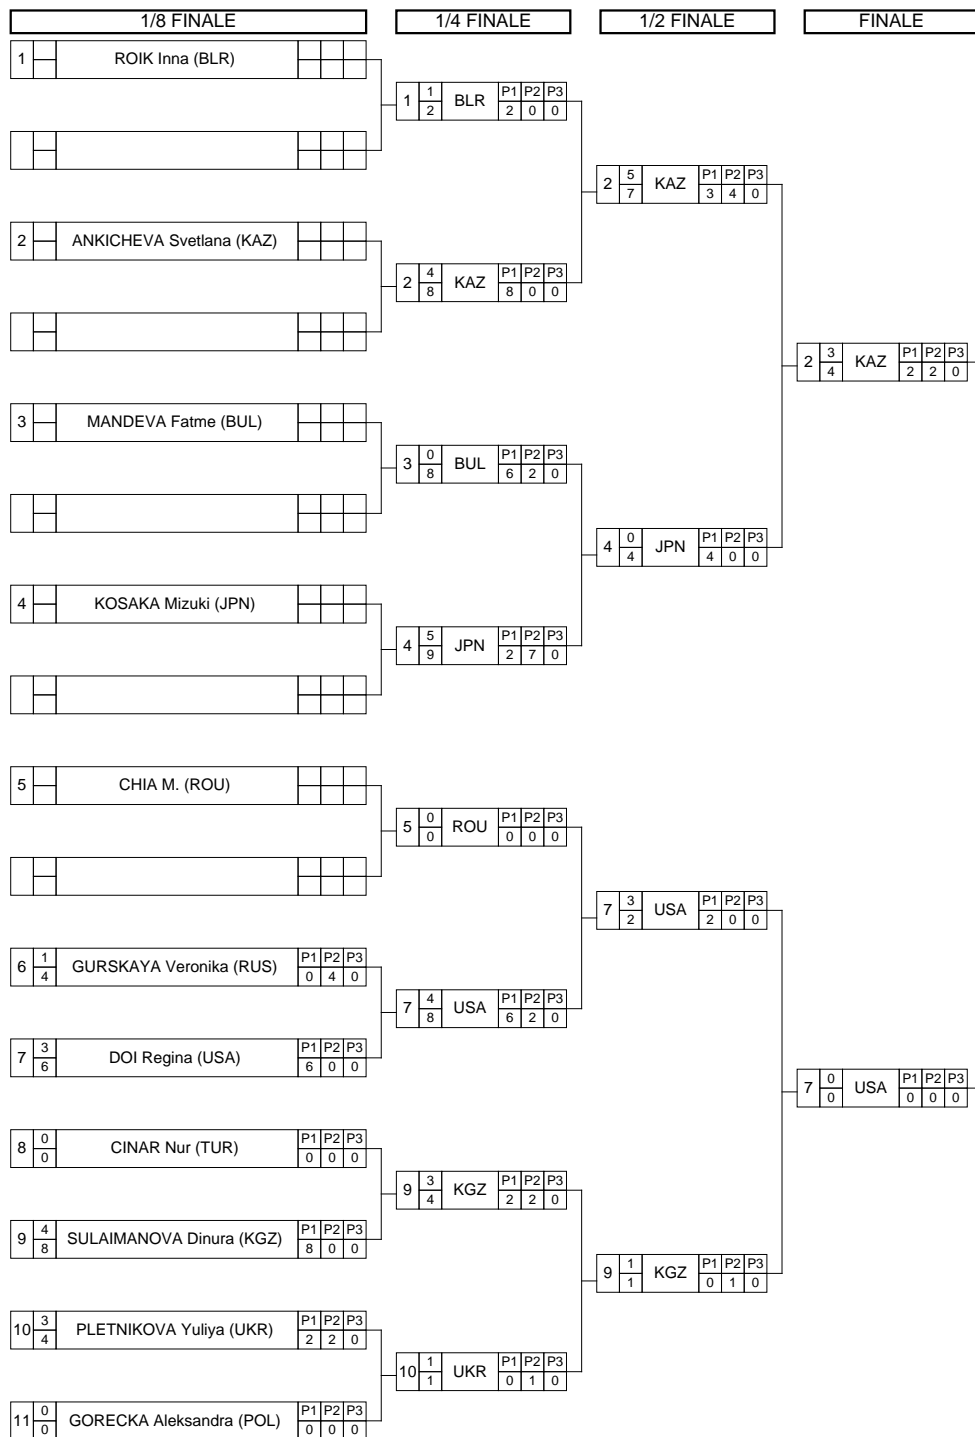 1/8 FINALE 1/4 FINALE 1/2 FINALE FINALE
1 ROIK Inna (BLR)
1 1 BLR P1 P2 P3
2 2 0 0
2 5 KAZ P1 P2 P3
7 3 4 0
2 ANKICHEVA Svetlana (KAZ)
2 4 KAZ P1 P2 P3
8 8 0 0
2 3 KAZ P1 P2 P3
4 2 2 0
3 MANDEVA Fatme (BUL)
3 0 BUL P1 P2 P3
8 6 2 0
4 0 JPN P1 P2 P3
4 4 0 0
4 KOSAKA Mizuki (JPN)
4 5 JPN P1 P2 P3
9 2 7 0
5 CHIA M. (ROU)
5 0 ROU P1 P2 P3
0 0 0 0
7 3 USA P1 P2 P3
2 2 0 0
6 1 GURSKAYA Veronika (RUS) P1 P2 P3
4 0 4 0
7 4 USA P1 P2 P3
8 6 2 0
7 3 DOI Regina (USA) P1 P2 P3
6 6 0 0
7 0 USA P1 P2 P3
0 0 0 0
8 0 CINAR Nur (TUR) P1 P2 P3
0 0 0 0
9 3 KGZ P1 P2 P3
4 2 2 0
9 4 SULAIMANOVA Dinura (KGZ) P1 P2 P3
8 8 0 0
9 1 KGZ P1 P2 P3
1 0 1 0
10 3 PLETNIKOVA Yuliya (UKR) P1 P2 P3
4 2 2 0
10 1 UKR P1 P2 P3
1 0 1 0
11 0 GORECKA Aleksandra (POL) P1 P2 P3
0 0 0 0